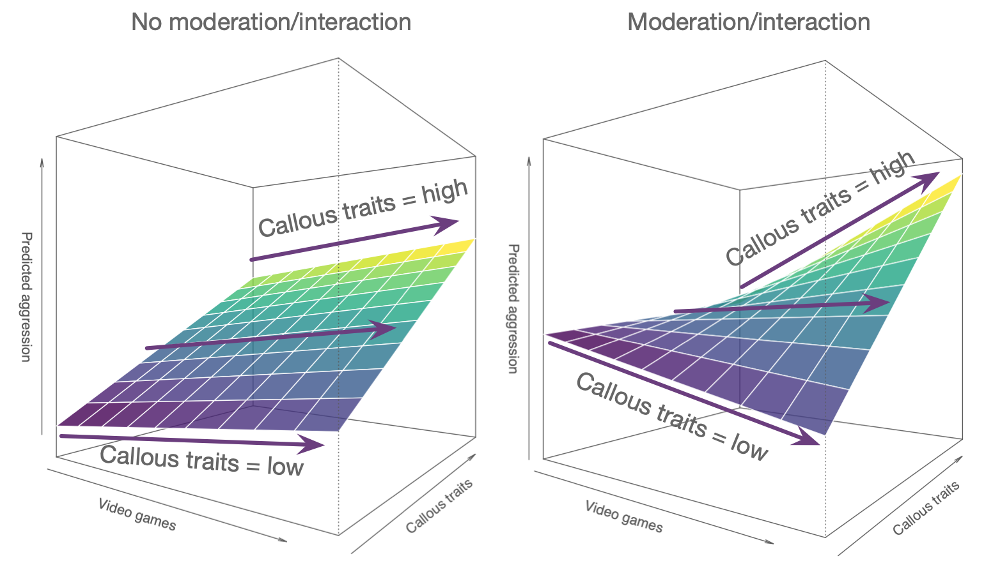 No moderation/interaction
Predicted aggression
Callous traits = high
Callous traits = low
Video games
Callous traits
Moderation/interaction
Predicted aggression
Callous traits = high
Callous traits = low
Video games
Callous traits